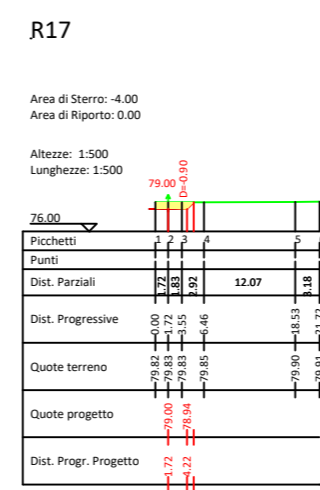 R17
Area di Sterro: -4.00
Area di Riporto: 0.00
Altezze: 1:500
Lunghezze: 1:500
79.00
D=-0.90
76.00
Picchetti 1 2 3 4 5
Punti
Dist. Parziali 1.72 1.83 2.92 12.07 3.18
Dist. Progressive 0.00 1.72 3.55 6.46 18.53 21.72
Quote terreno 79.82 79.83 79.83 79.85 79.90 79.91
Quote progetto 79.00 78.94
Dist. Progr. Progetto 1.72 4.22